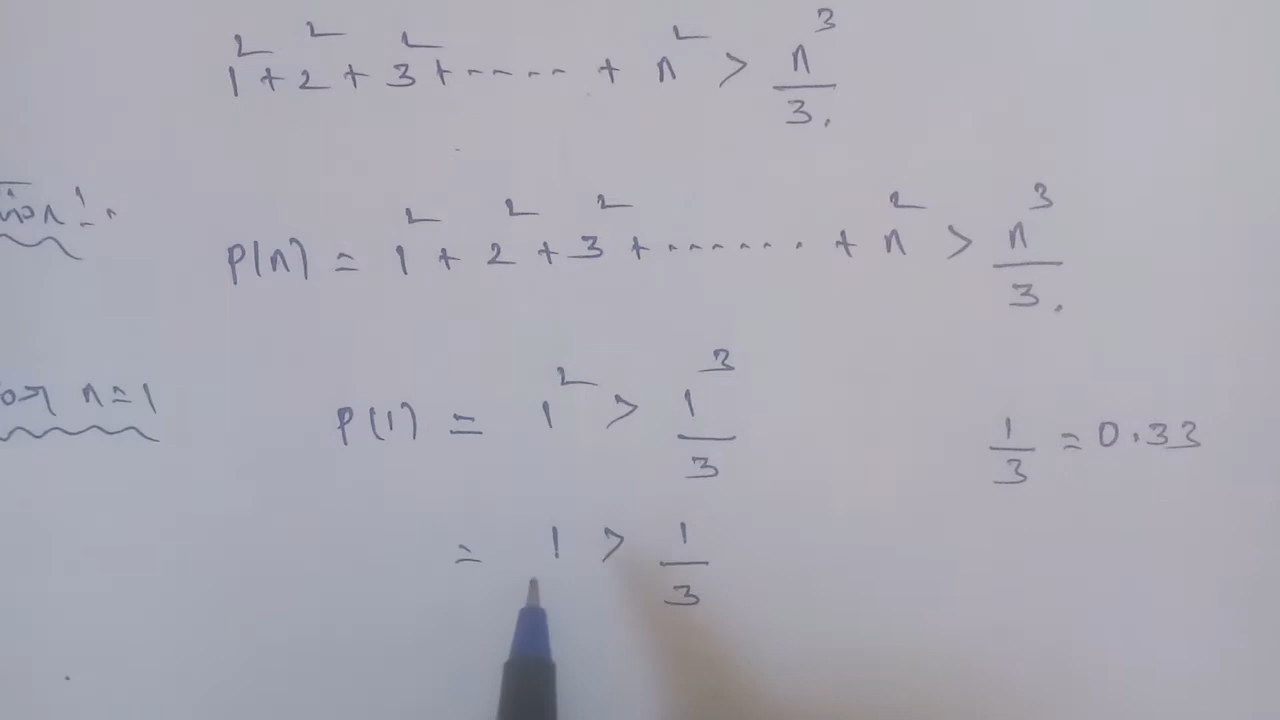 1² + 2² + 3² + ..... + n² > n³/3.
P(n) = 1² + 2² + 3² + ....... + n² > n³/3.
n=1 P(1) = 1² > 1³/3
1/3 = 0.33
= 1 > 1/3